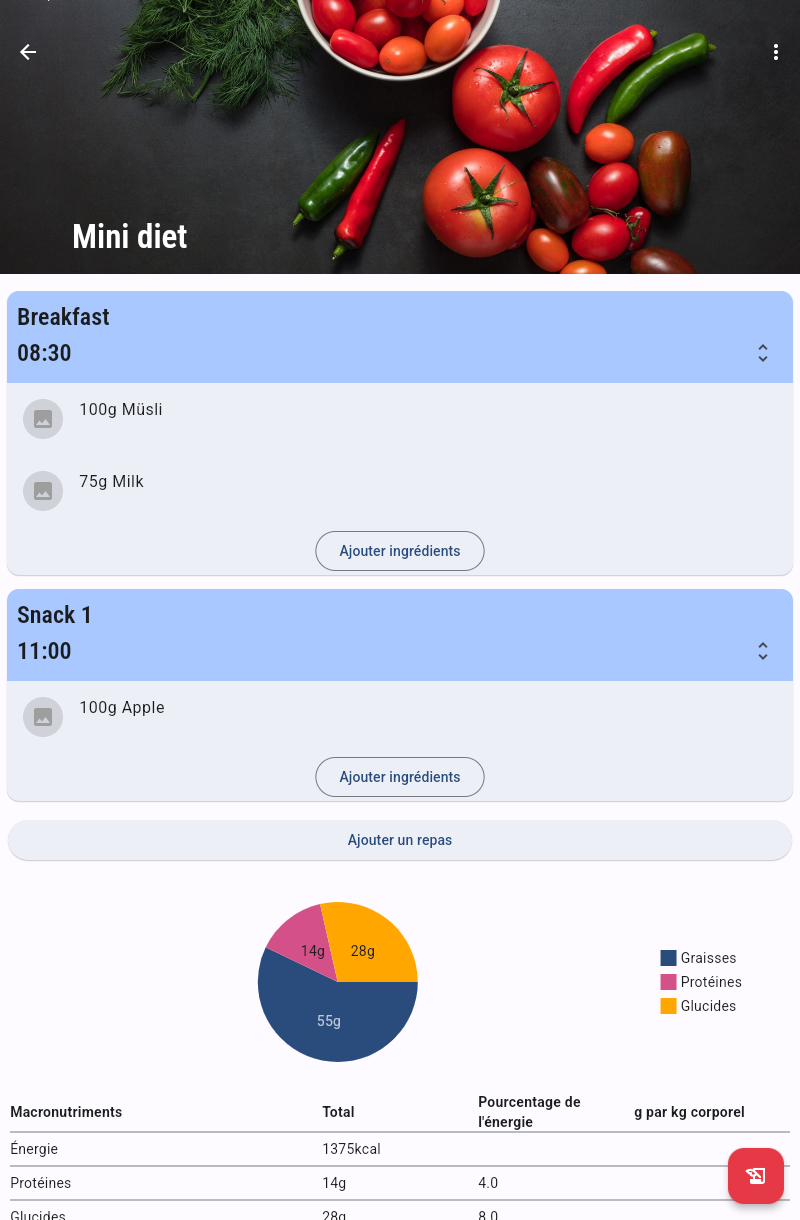 Mini diet
Breakfast
08:30
100g Müsli
75g Milk
Ajouter ingrédients
Snack 1
11:00
100g Apple
Ajouter ingrédients
Ajouter un repas
14g
28g
55g
Graisses
Protéines
Glucides
Macronutriments Total Pourcentage de l'énergie g par kg corporel
Énergie 1375kcal
Protéines 14g 4.0
Glucides 28g 8.0